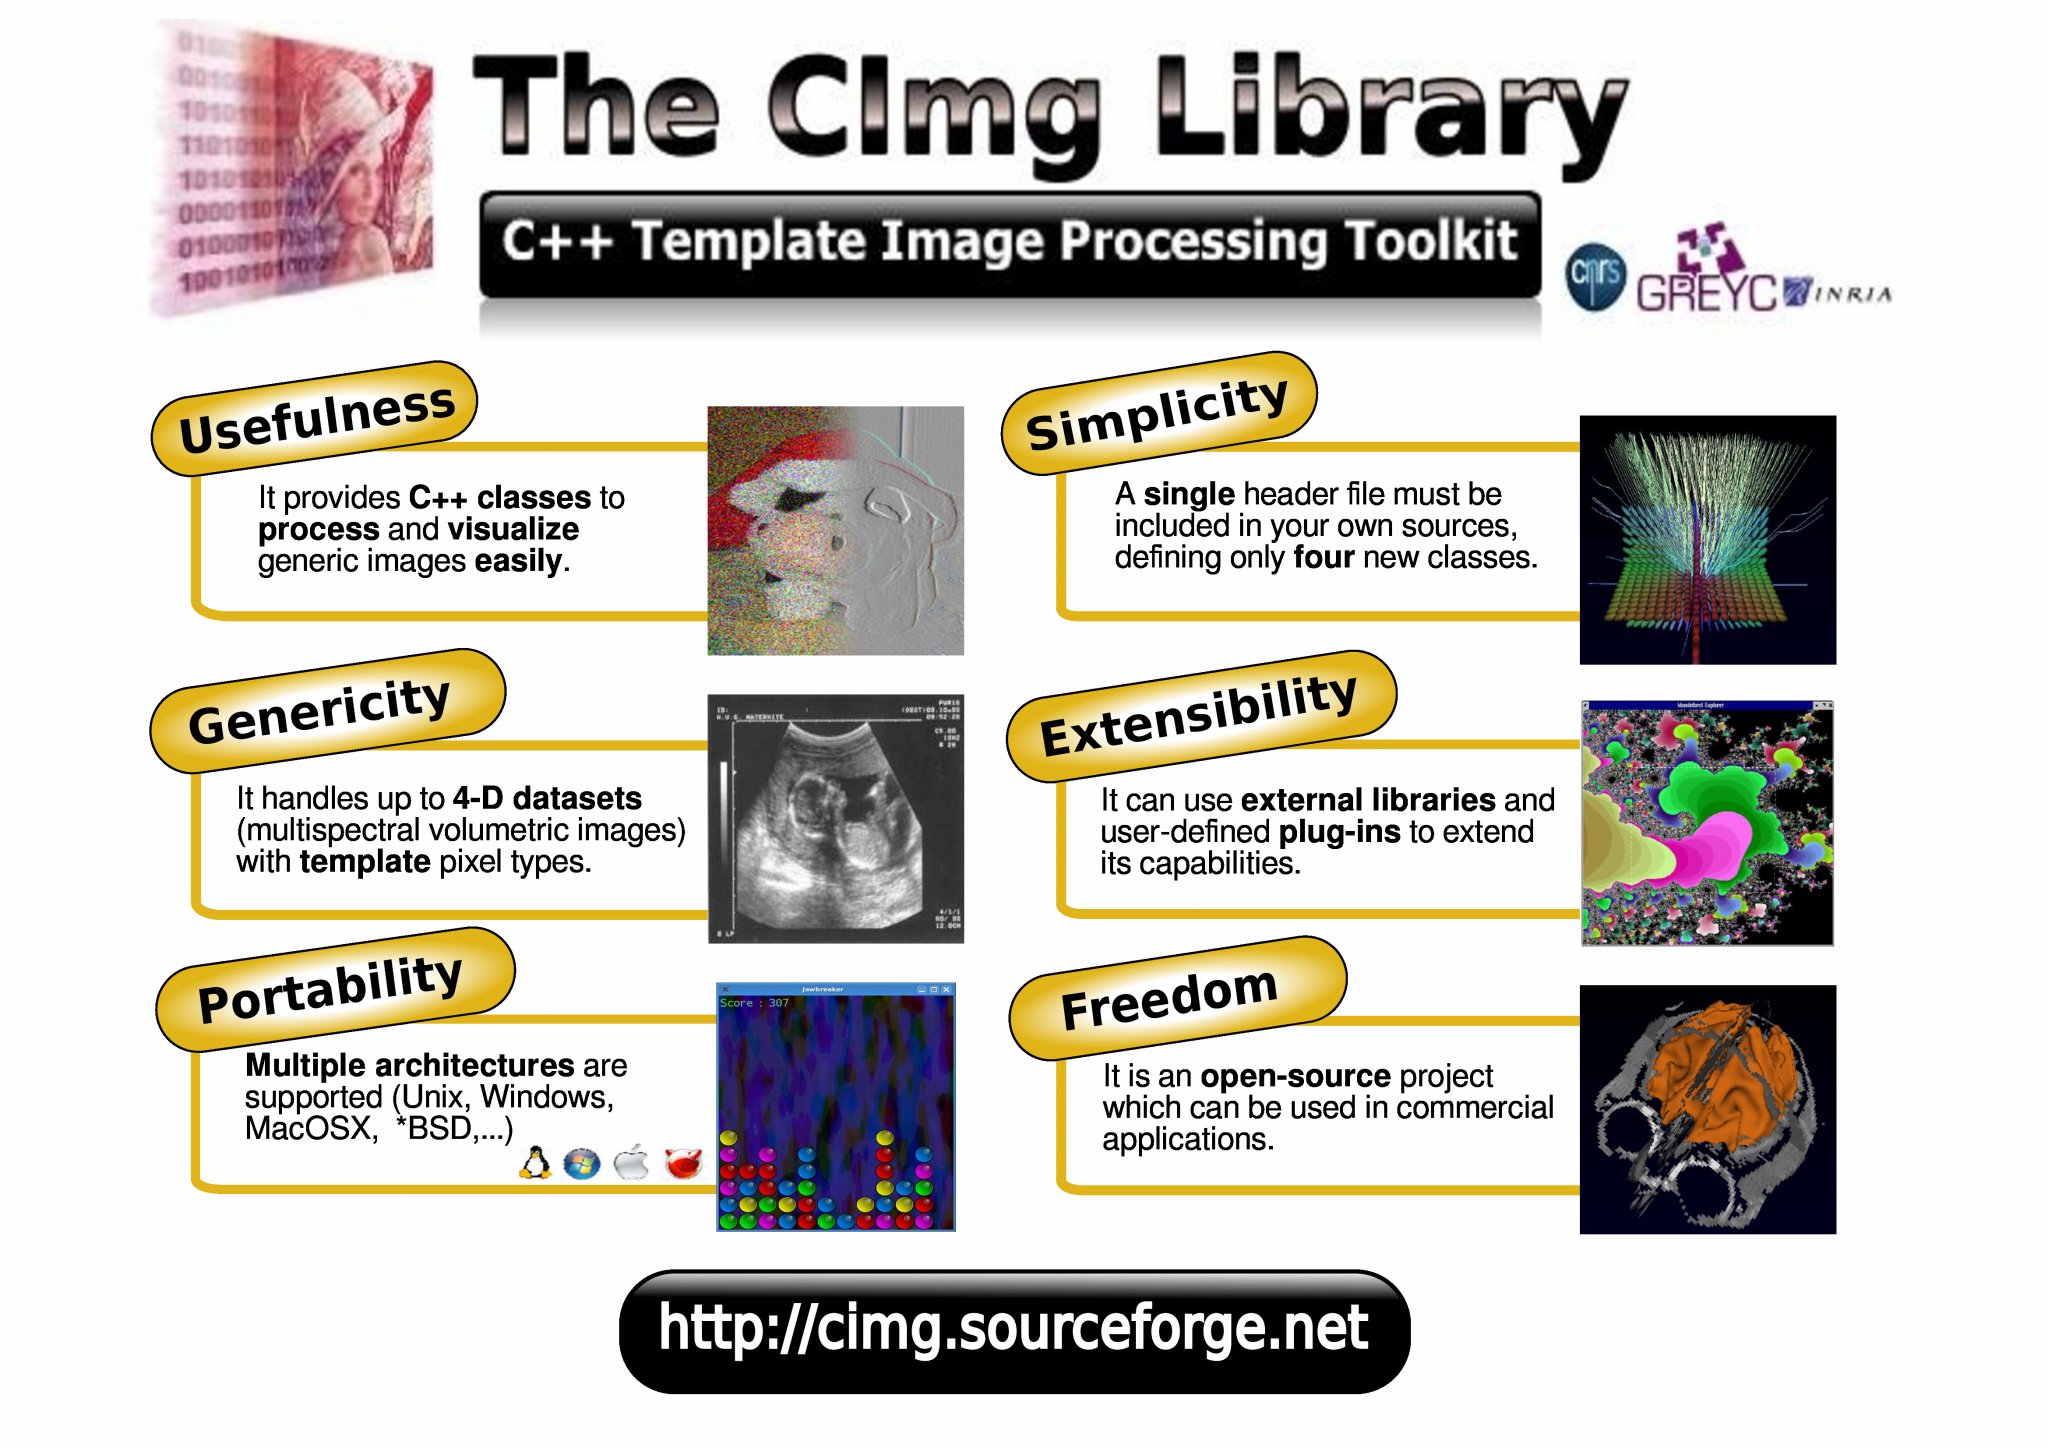 The CImg Library
C++ Template Image Processing Toolkit
cnrs
GREYC
INRIA
Usefulness
It provides C++ classes to
process and visualize
generic images easily.
Simplicity
A single header file must be
included in your own sources,
defining only four new classes.
Genericity
It handles up to 4-D datasets
(multispectral volumetric images)
with template pixel types.
Extensibility
It can use external libraries and
user-defined plug-ins to extend
its capabilities.
Mandelbrot Explorer
Portability
Multiple architectures are
supported (Unix, Windows,
MacOSX, *BSD,...)
Jawbreaker
Score : 307
Freedom
It is an open-source project
which can be used in commercial
applications.
http://cimg.sourceforge.net